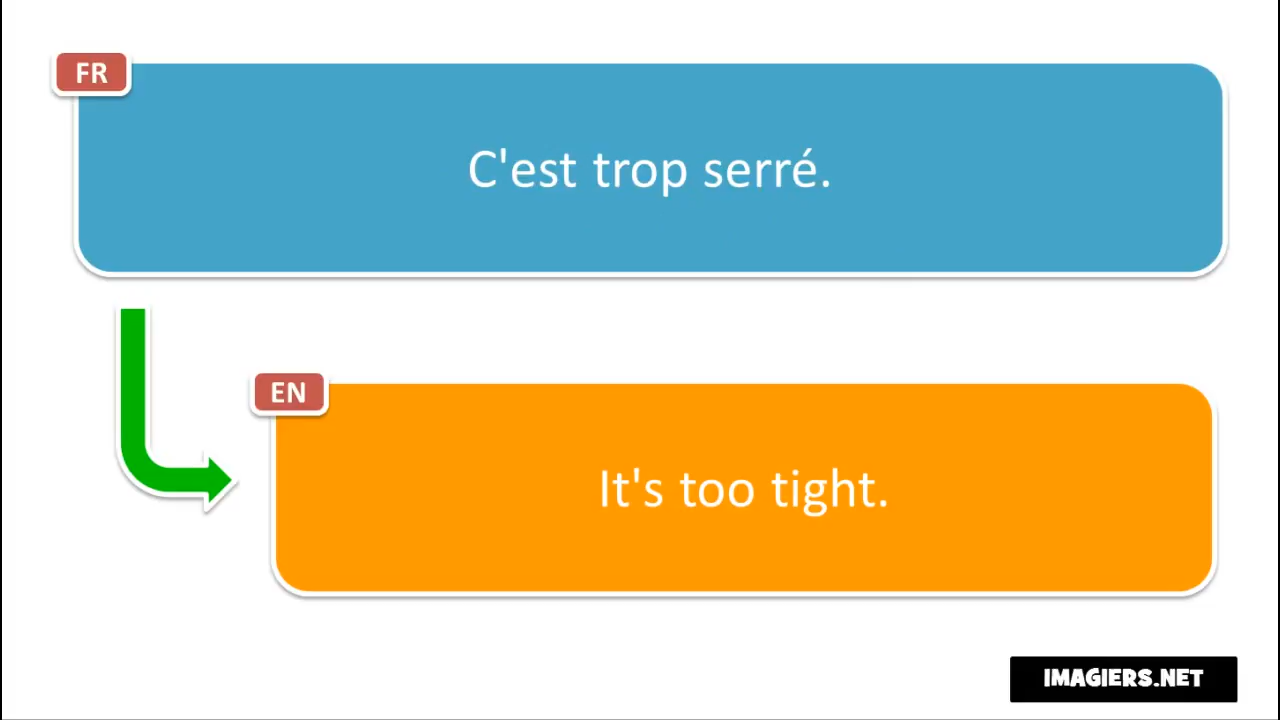 FR
C'est trop serré.
EN
It's too tight.
IMAGIERS.NET